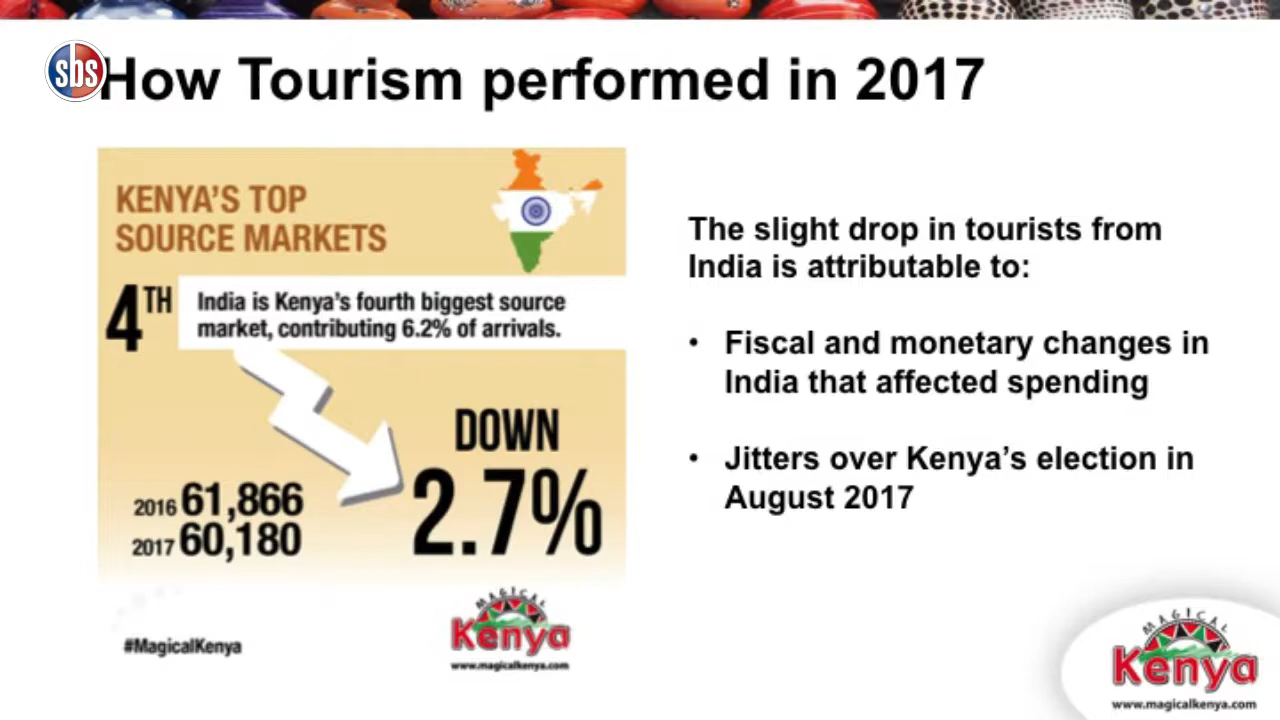 sbs
How Tourism performed in 2017
KENYA'S TOP
SOURCE MARKETS
4TH
India is Kenya's fourth biggest source
market, contributing 6.2% of arrivals.
DOWN
2.7%
2016 61,866
2017 60,180
#MagicalKenya
MAGICAL
Kenya
www.magicalkenya.com
The slight drop in tourists from
India is attributable to:
• Fiscal and monetary changes in
India that affected spending
• Jitters over Kenya's election in
August 2017
MAGICAL
Kenya
www.magicalkenya.com